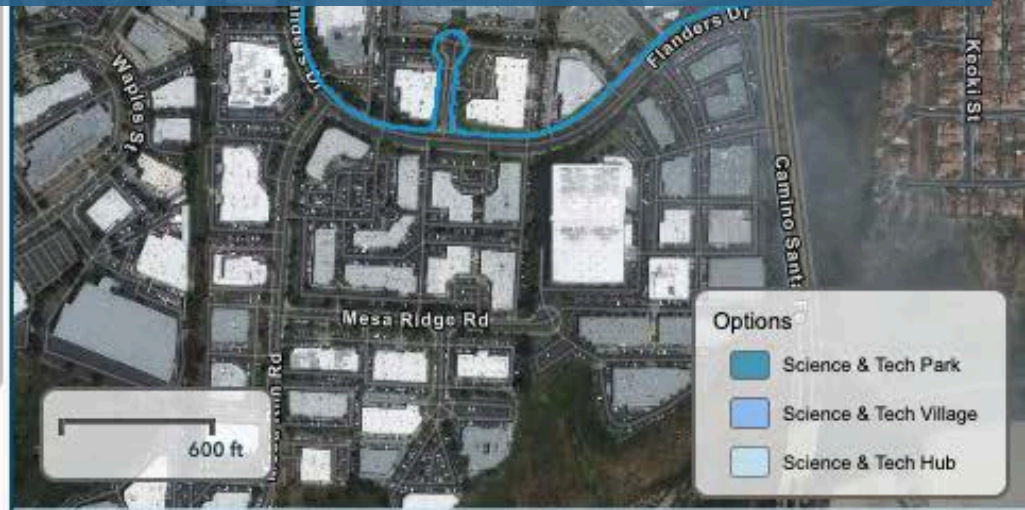 Flanders Dr
Keoki St
Waples St
Camino Sant
Mesa Ridge Rd
Options
Science & Tech Park
Science & Tech Village
Science & Tech Hub
600 ft